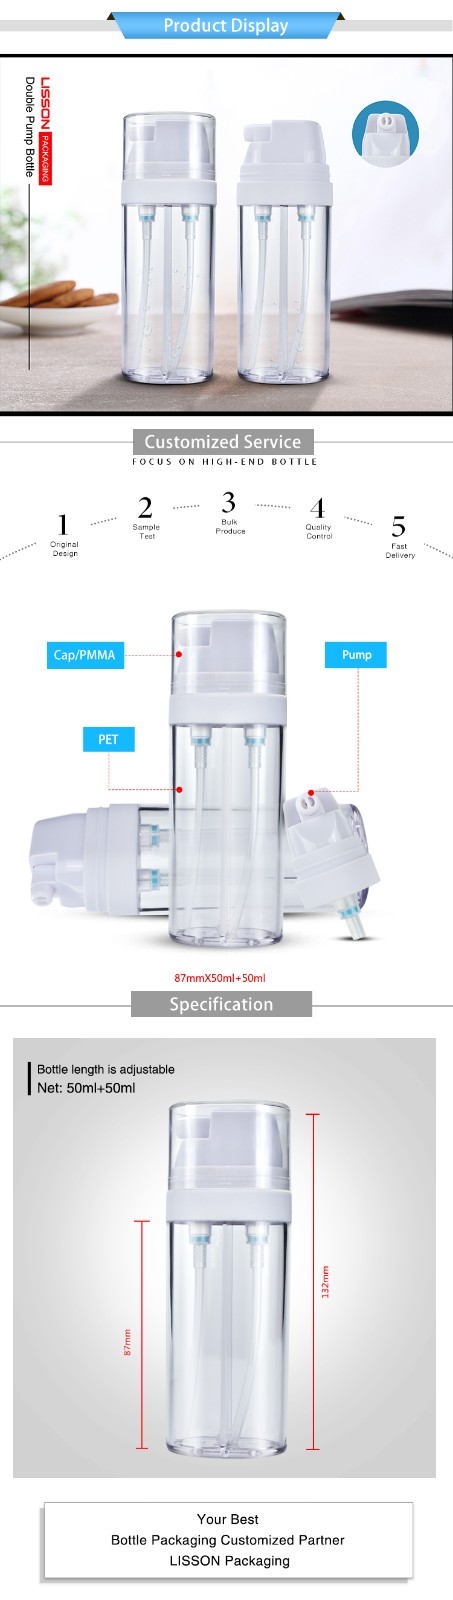 Product Display
LISSON PACKAGING
Double Pump Bottle
Customized Service
FOCUS ON HIGH-END BOTTLE
1
Original
Design
2
Sample
Test
3
Bulk
Produce
4
Quality
Control
5
Fast
Delivery
Cap/PMMA
Pump
PET
87mmX50ml+50ml
Specification
Bottle length is adjustable
Net: 50ml+50ml
87mm
132mm
Your Best
Bottle Packaging Customized Partner
LISSON Packaging